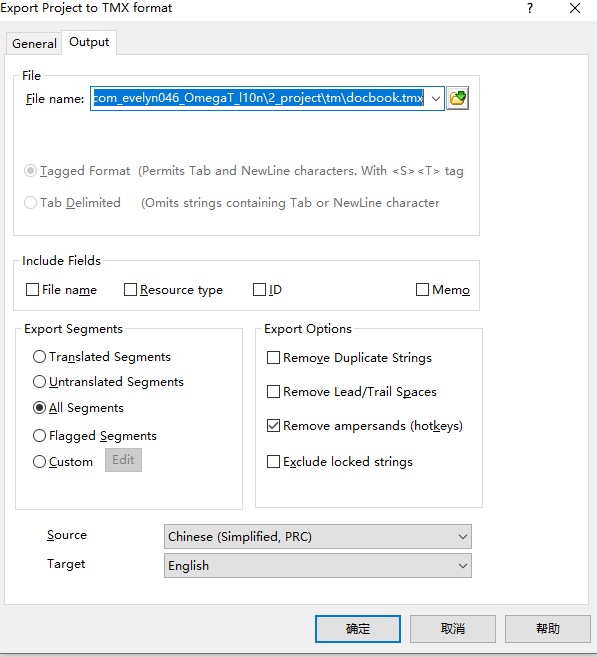 Export Project to TMX format ?
General Output
File
File name: com_evelyn046_OmegaT_l10n\2_project\tm\docbook.tmx
Tagged Format (Permits Tab and NewLine characters. With <S><T> tag
Tab Delimited (Omits strings containing Tab or NewLine character
Include Fields
File name Resource type ID Memo
Export Segments
Translated Segments
Untranslated Segments
All Segments
Flagged Segments
Custom Edit
Export Options
Remove Duplicate Strings
Remove Lead/Trail Spaces
Remove ampersands (hotkeys)
Exclude locked strings
Source Chinese (Simplified, PRC)
Target English
确定 取消 帮助